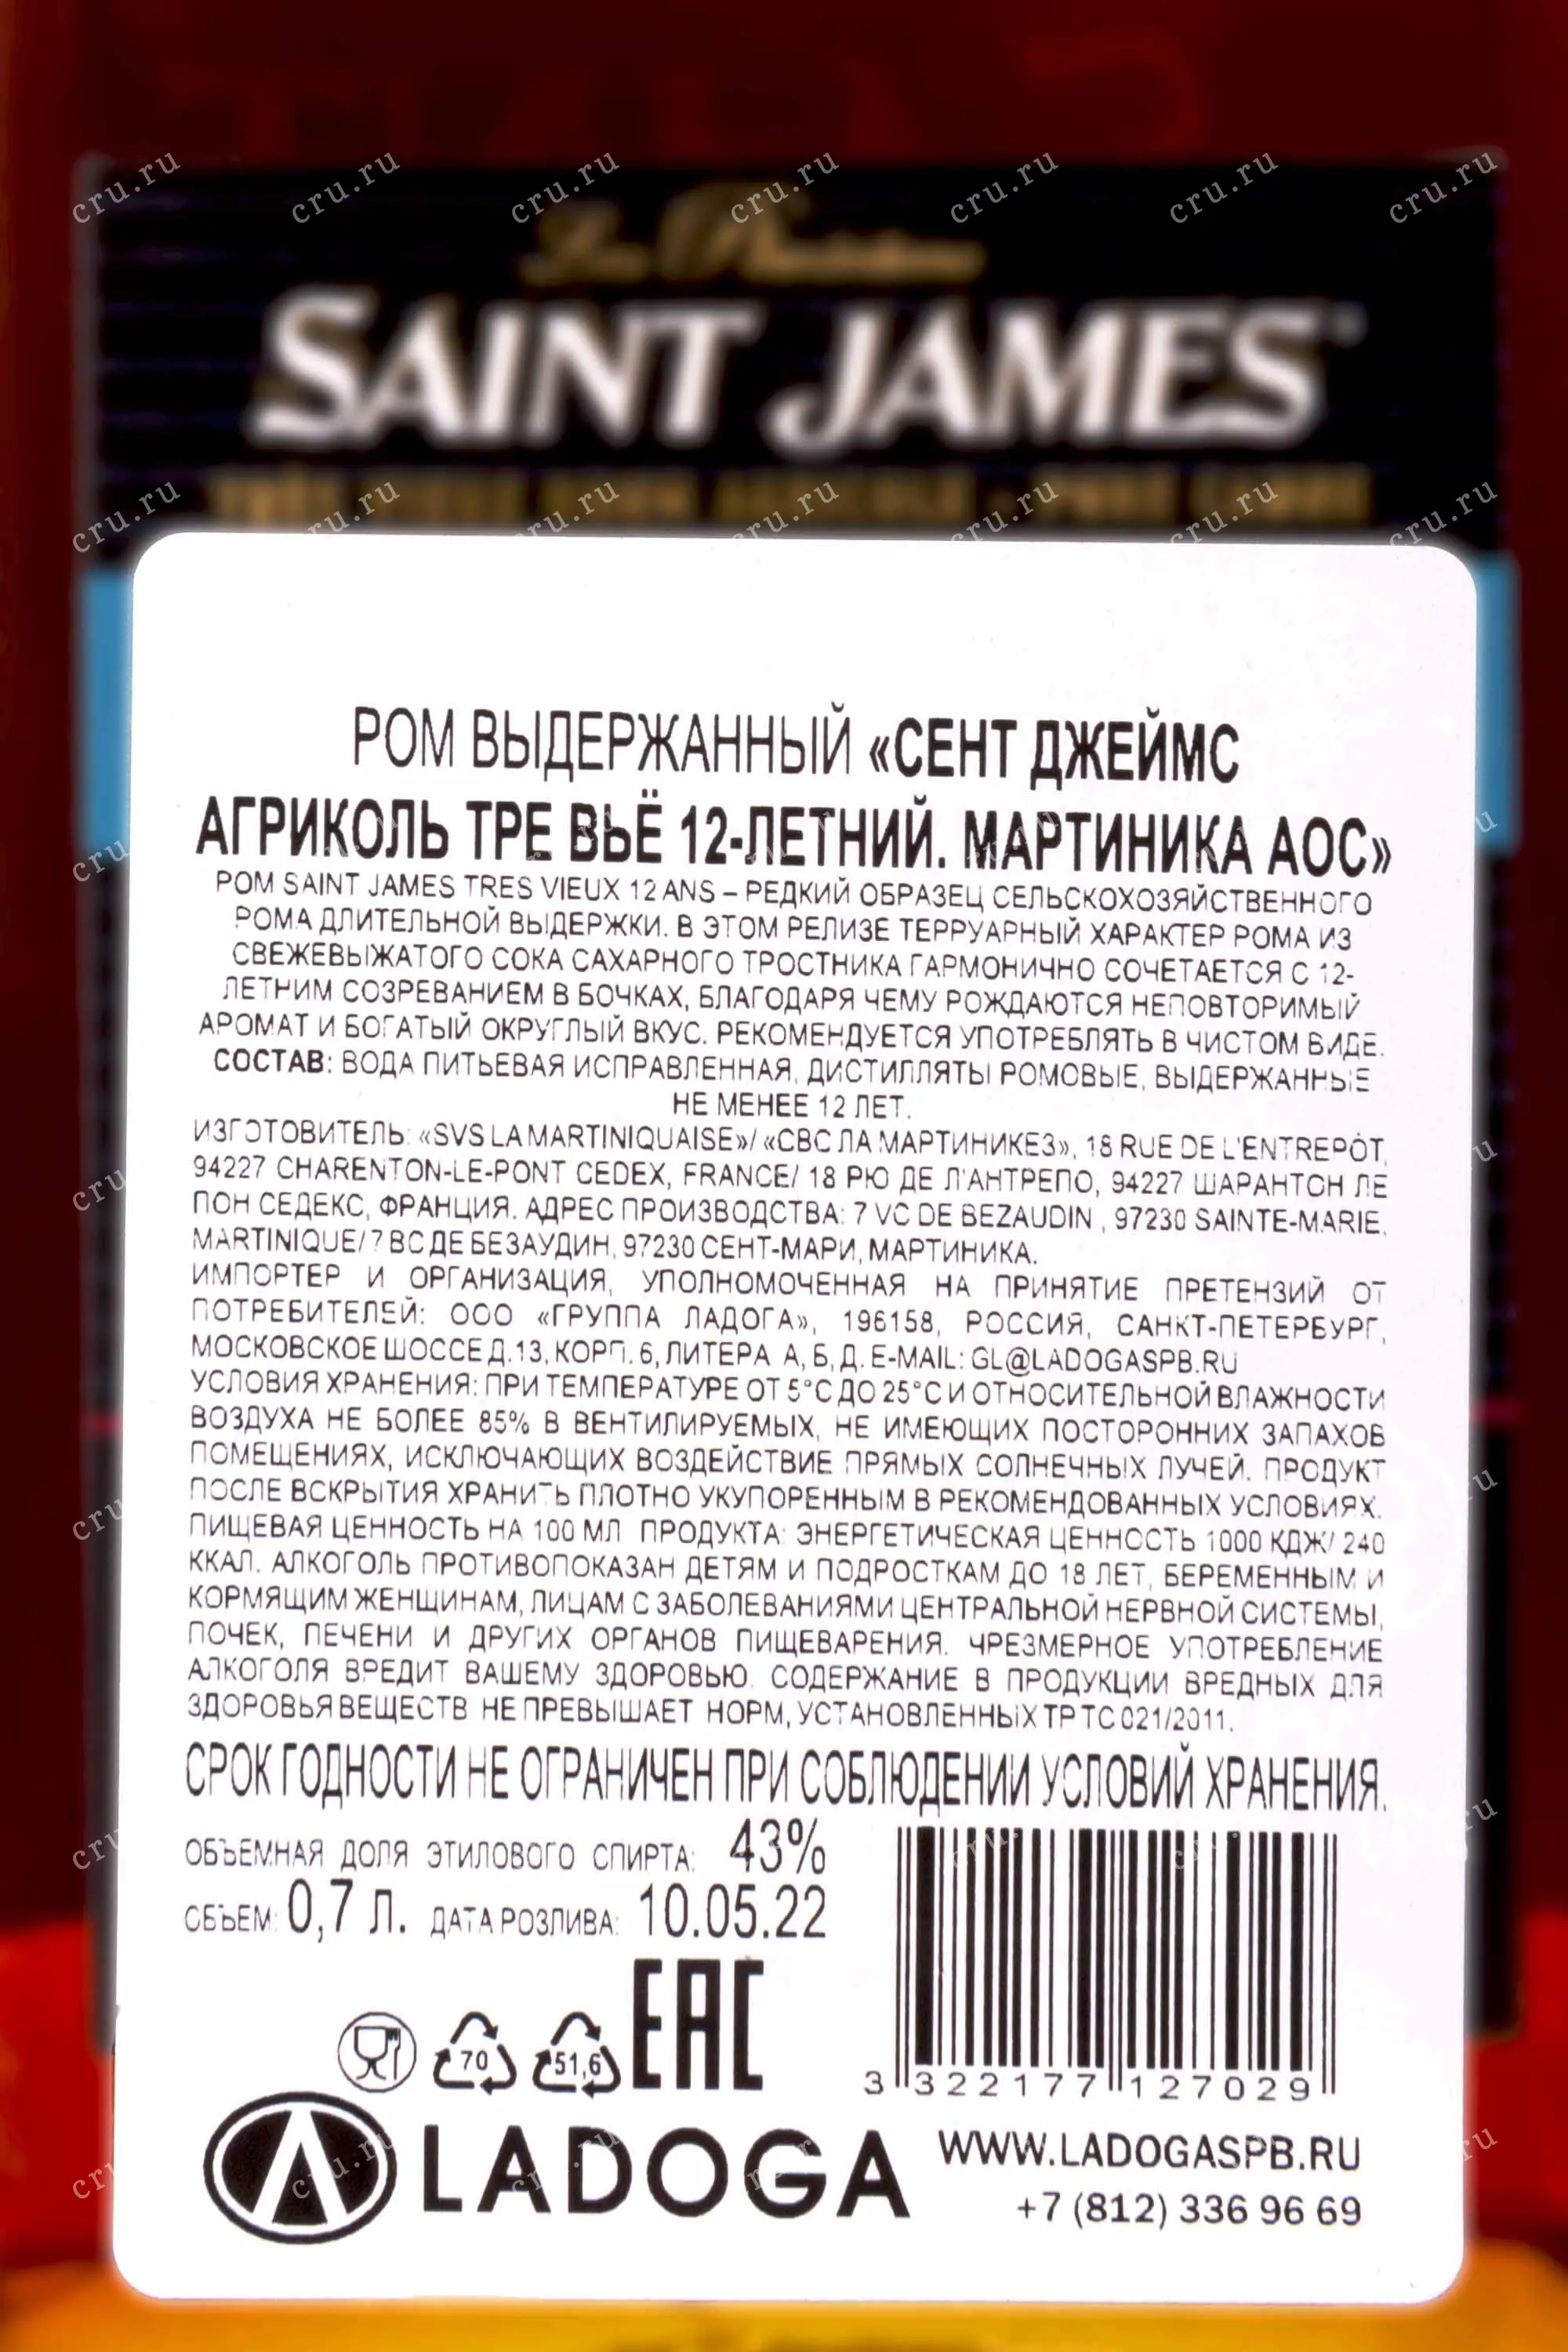 SAINT JAMES
РОМ ВЫДЕРЖАННЫЙ «СЕНТ ДЖЕЙМС
АГРИКОЛЬ ТРЕ ВЬЁ 12-ЛЕТНИЙ. МАРТИНИКА АОС»
РОМ SAINT JAMES TRES VIEUX 12 ANS – РЕДКИЙ ОБРАЗЕЦ СЕЛЬСКОХОЗЯЙСТВЕННОГО
РОМА ДЛИТЕЛЬНОЙ ВЫДЕРЖКИ. В ЭТОМ РЕЛИЗЕ ТЕРРУАРНЫЙ ХАРАКТЕР РОМА ИЗ
СВЕЖЕВЫЖАТОГО СОКА САХАРНОГО ТРОСТНИКА ГАРМОНИЧНО СОЧЕТАЕТСЯ С 12-
ЛЕТНИМ СОЗРЕВАНИЕМ В БОЧКАХ, БЛАГОДАРЯ ЧЕМУ РОЖДАЮТСЯ НЕПОВТОРИМЫЙ
АРОМАТ И БОГАТЫЙ ОКРУГЛЫЙ ВКУС. РЕКОМЕНДУЕТСЯ УПОТРЕБЛЯТЬ В ЧИСТОМ ВИДЕ.
СОСТАВ: ВОДА ПИТЬЕВАЯ ИСПРАВЛЕННАЯ, ДИСТИЛЛЯТЫ РОМОВЫЕ, ВЫДЕРЖАННЫЕ
НЕ МЕНЕЕ 12 ЛЕТ.
ИЗГОТОВИТЕЛЬ: «SVS LA MARTINIQUAISE»/ «СВС ЛА МАРТИНИКЕЗ», 18 RUE DE L'ENTREPÔT,
94227 CHARENTON-LE-PONT CEDEX, FRANCE/ 18 РЮ ДЕ Л'АНТРЕПО, 94227 ШАРАНТОН ЛЕ
ПОН СЕДЕКС, ФРАНЦИЯ. АДРЕС ПРОИЗВОДСТВА: 7 VC DE BEZAUDIN , 97230 SAINTE-MARIE,
MARTINIQUE/ 7 ВС ДЕ БЕЗАУДИН, 97230 СЕНТ-МАРИ, МАРТИНИКА.
ИМПОРТЕР И ОРГАНИЗАЦИЯ, УПОЛНОМОЧЕННАЯ НА ПРИНЯТИЕ ПРЕТЕНЗИЙ ОТ
ПОТРЕБИТЕЛЕЙ: ООО «ГРУППА ЛАДОГА», 196158, РОССИЯ, САНКТ-ПЕТЕРБУРГ,
МОСКОВСКОЕ ШОССЕ Д.13, КОРП. 6, ЛИТЕРА А, Б, Д. E-MAIL: GL@LADOGASPB.RU
УСЛОВИЯ ХРАНЕНИЯ: ПРИ ТЕМПЕРАТУРЕ ОТ 5°С ДО 25°С И ОТНОСИТЕЛЬНОЙ ВЛАЖНОСТИ
ВОЗДУХА НЕ БОЛЕЕ 85% В ВЕНТИЛИРУЕМЫХ, НЕ ИМЕЮЩИХ ПОСТОРОННИХ ЗАПАХОВ
ПОМЕЩЕНИЯХ, ИСКЛЮЧАЮЩИХ ВОЗДЕЙСТВИЕ ПРЯМЫХ СОЛНЕЧНЫХ ЛУЧЕЙ. ПРОДУКТ
ПОСЛЕ ВСКРЫТИЯ ХРАНИТЬ ПЛОТНО УКУПОРЕННЫМ В РЕКОМЕНДОВАННЫХ УСЛОВИЯХ.
ПИЩЕВАЯ ЦЕННОСТЬ НА 100 МЛ ПРОДУКТА: ЭНЕРГЕТИЧЕСКАЯ ЦЕННОСТЬ 1000 КДЖ/ 240
ККАЛ. АЛКОГОЛЬ ПРОТИВОПОКАЗАН ДЕТЯМ И ПОДРОСТКАМ ДО 18 ЛЕТ, БЕРЕМЕННЫМ И
КОРМЯЩИМ ЖЕНЩИНАМ, ЛИЦАМ С ЗАБОЛЕВАНИЯМИ ЦЕНТРАЛЬНОЙ НЕРВНОЙ СИСТЕМЫ,
ПОЧЕК, ПЕЧЕНИ И ДРУГИХ ОРГАНОВ ПИЩЕВАРЕНИЯ. ЧРЕЗМЕРНОЕ УПОТРЕБЛЕНИЕ
АЛКОГОЛЯ ВРЕДИТ ВАШЕМУ ЗДОРОВЬЮ. СОДЕРЖАНИЕ В ПРОДУКЦИИ ВРЕДНЫХ ДЛЯ
ЗДОРОВЬЯ ВЕЩЕСТВ НЕ ПРЕВЫШАЕТ НОРМ, УСТАНОВЛЕННЫХ ТР ТС 021/2011.
СРОК ГОДНОСТИ НЕ ОГРАНИЧЕН ПРИ СОБЛЮДЕНИИ УСЛОВИЙ ХРАНЕНИЯ.
ОБЪЕМНАЯ ДОЛЯ ЭТИЛОВОГО СПИРТА: 43%
ОБЪЕМ: 0,7 Л. ДАТА РОЗЛИВА: 10.05.22
70 51,6 ЕАС
3 322177 127029
LADOGA
WWW.LADOGASPB.RU
+7 (812) 336 96 69
cru.ru